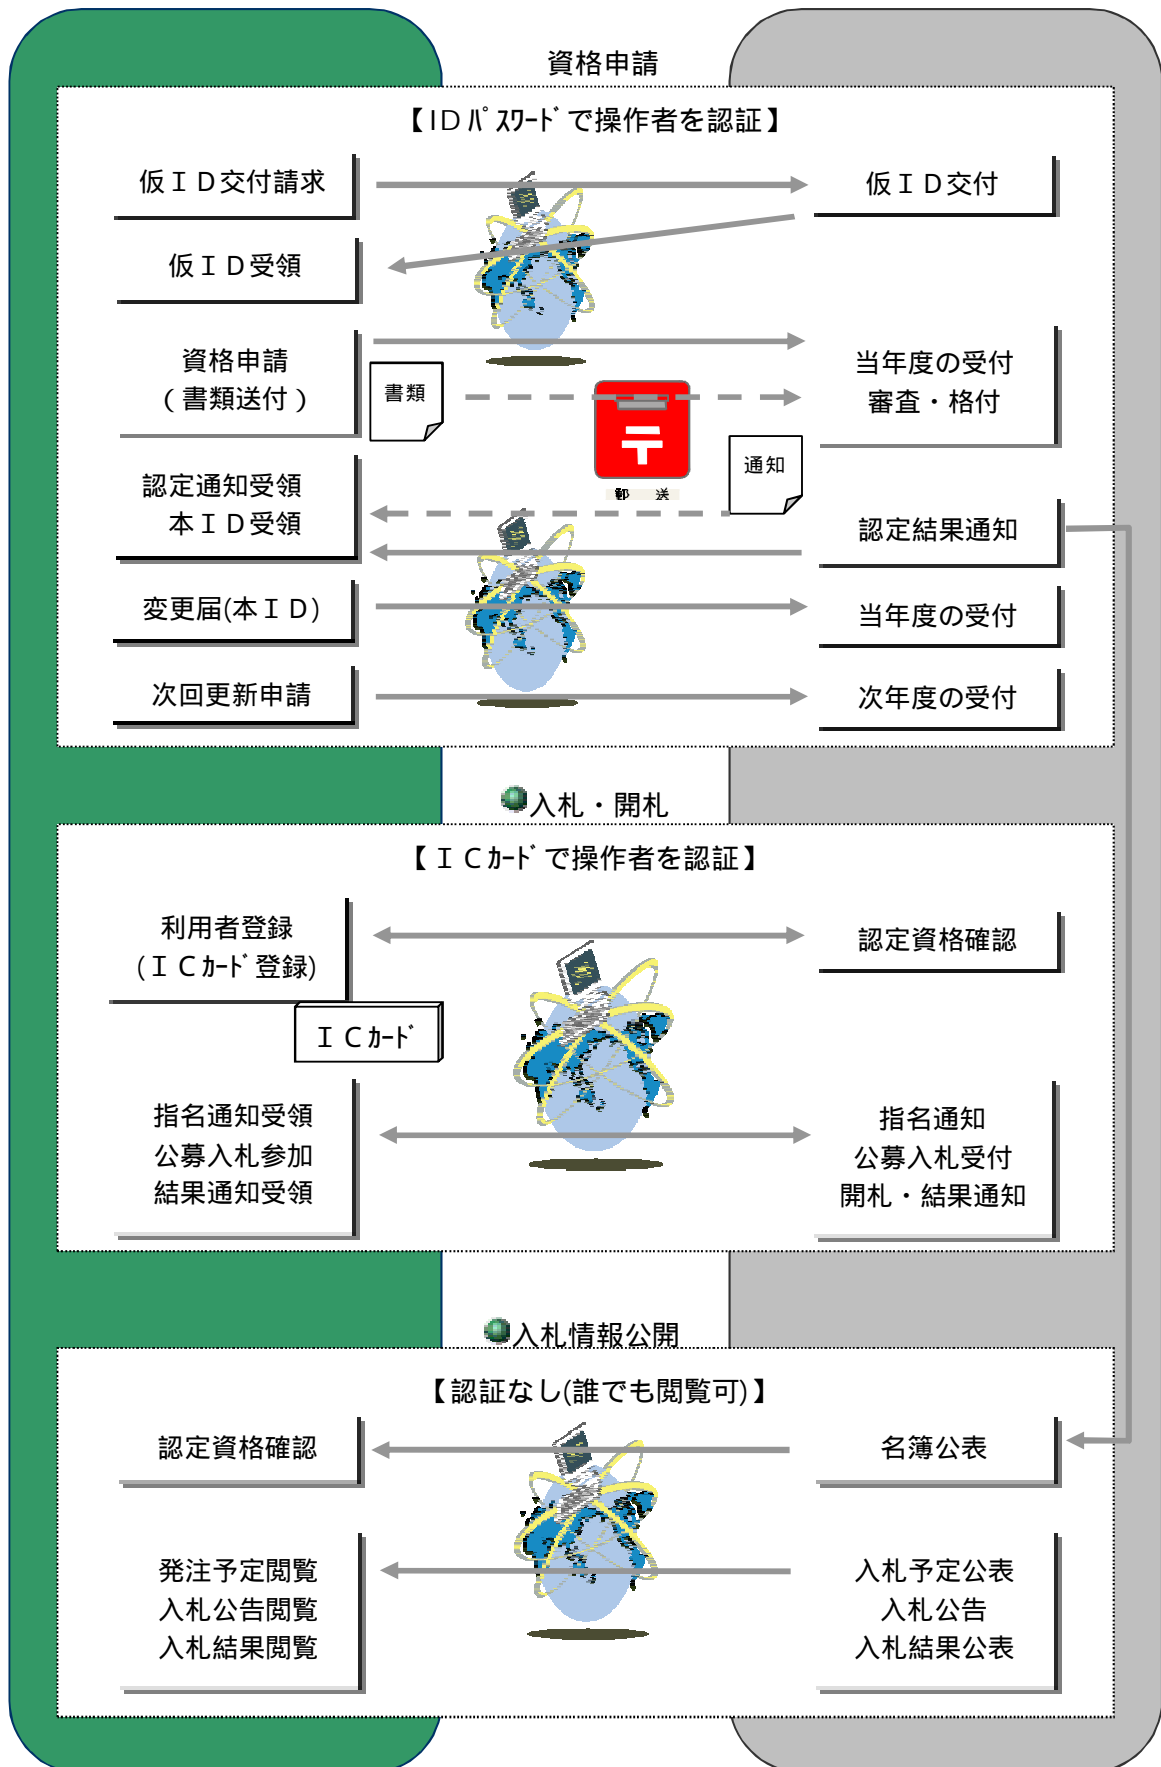 資格申請
【IDパスワードで操作者を認証】
仮ＩＤ交付請求
仮ＩＤ交付
仮ＩＤ受領
資格申請
（書類送付）
書類
当年度の受付
審査・格付
〒
郵　送
通知
認定通知受領
本ＩＤ受領
認定結果通知
変更届(本ＩＤ)
当年度の受付
次回更新申請
次年度の受付
入札・開札
【ＩＣｶｰﾄﾞで操作者を認証】
利用者登録
(ＩＣｶｰﾄﾞ登録)
認定資格確認
ＩＣｶｰﾄﾞ
指名通知受領
公募入札参加
結果通知受領
指名通知
公募入札受付
開札・結果通知
入札情報公開
【認証なし(誰でも閲覧可)】
認定資格確認
名簿公表
発注予定閲覧
入札公告閲覧
入札結果閲覧
入札予定公表
入札公告
入札結果公表